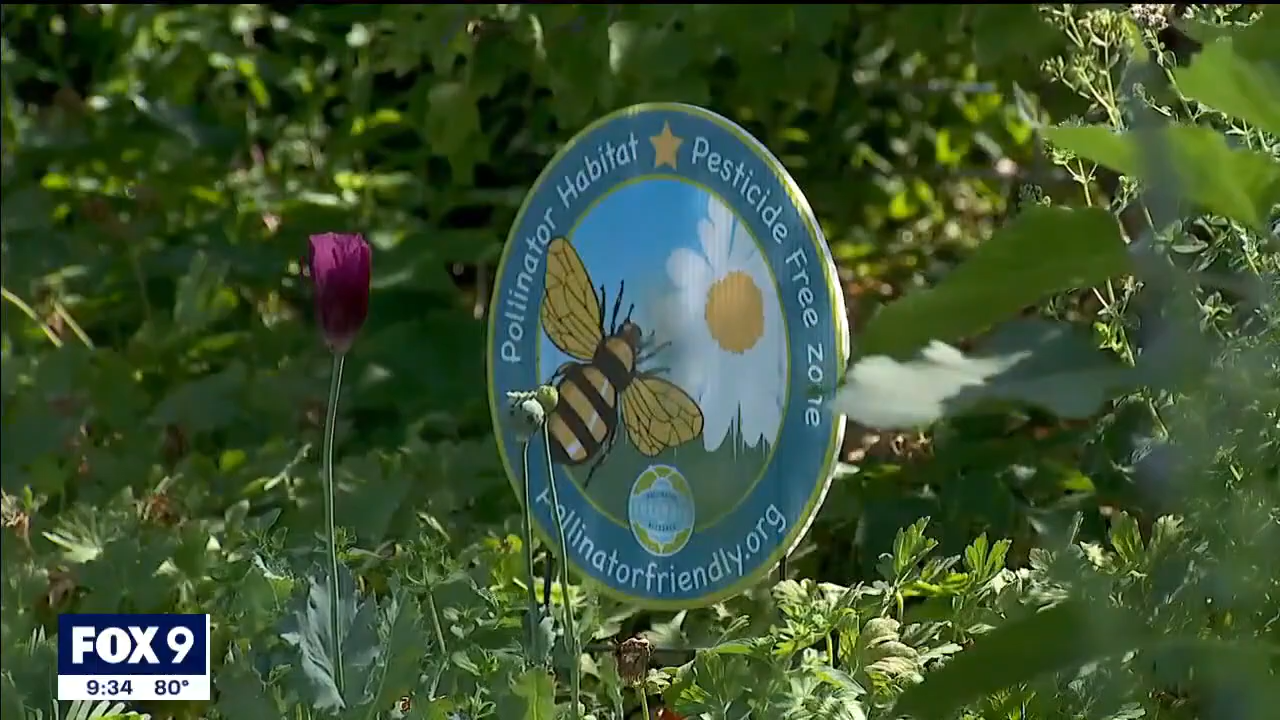 Pollinator Habitat ★ Pesticide Free zone
Pollinatorfriendly.org
FOX 9
9:34 80°